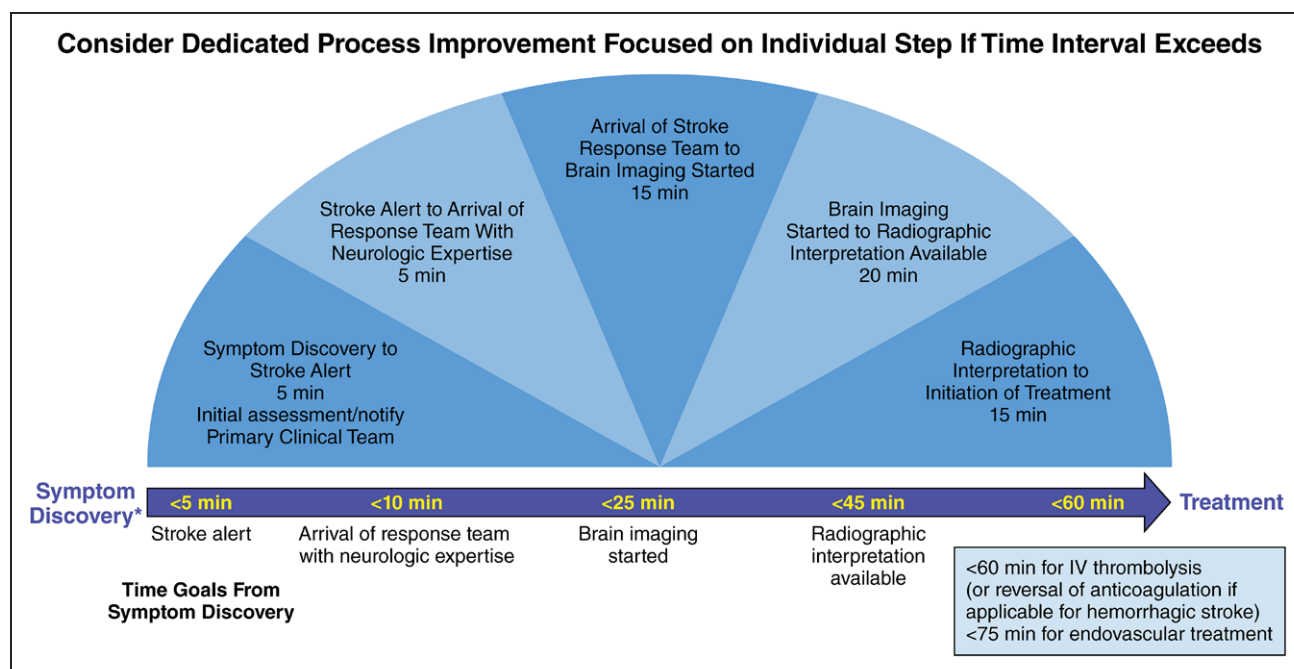 Consider Dedicated Process Improvement Focused on Individual Step If Time Interval Exceeds
Symptom Discovery to
Stroke Alert
5 min
Initial assessment/notify
Primary Clinical Team
Stroke Alert to Arrival of
Response Team With
Neurologic Expertise
5 min
Arrival of Stroke
Response Team to
Brain Imaging Started
15 min
Brain Imaging
Started to Radiographic
Interpretation Available
20 min
Radiographic
Interpretation to
Initiation of Treatment
15 min
Symptom
Discovery*
<5 min
<10 min
<25 min
<45 min
<60 min
Treatment
Stroke alert
Arrival of response team
with neurologic expertise
Brain imaging
started
Radiographic
interpretation
available
Time Goals From
Symptom Discovery
<60 min for IV thrombolysis
(or reversal of anticoagulation if
applicable for hemorrhagic stroke)
<75 min for endovascular treatment